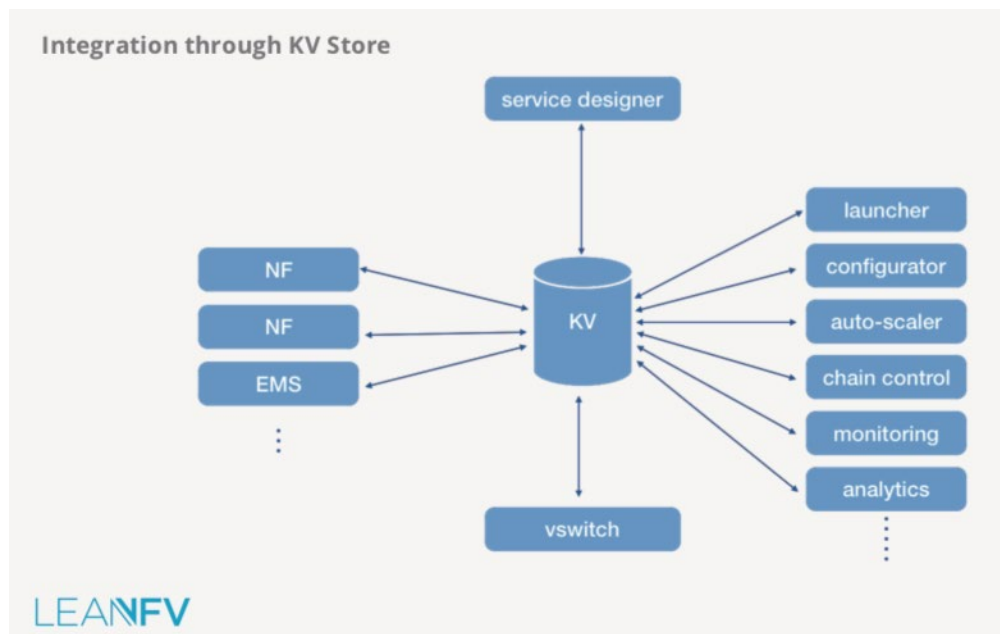 Integration through KV Store
service designer
NF
NF
EMS
KV
launcher
configurator
auto-scaler
chain control
monitoring
analytics
vswitch
LEANNFV